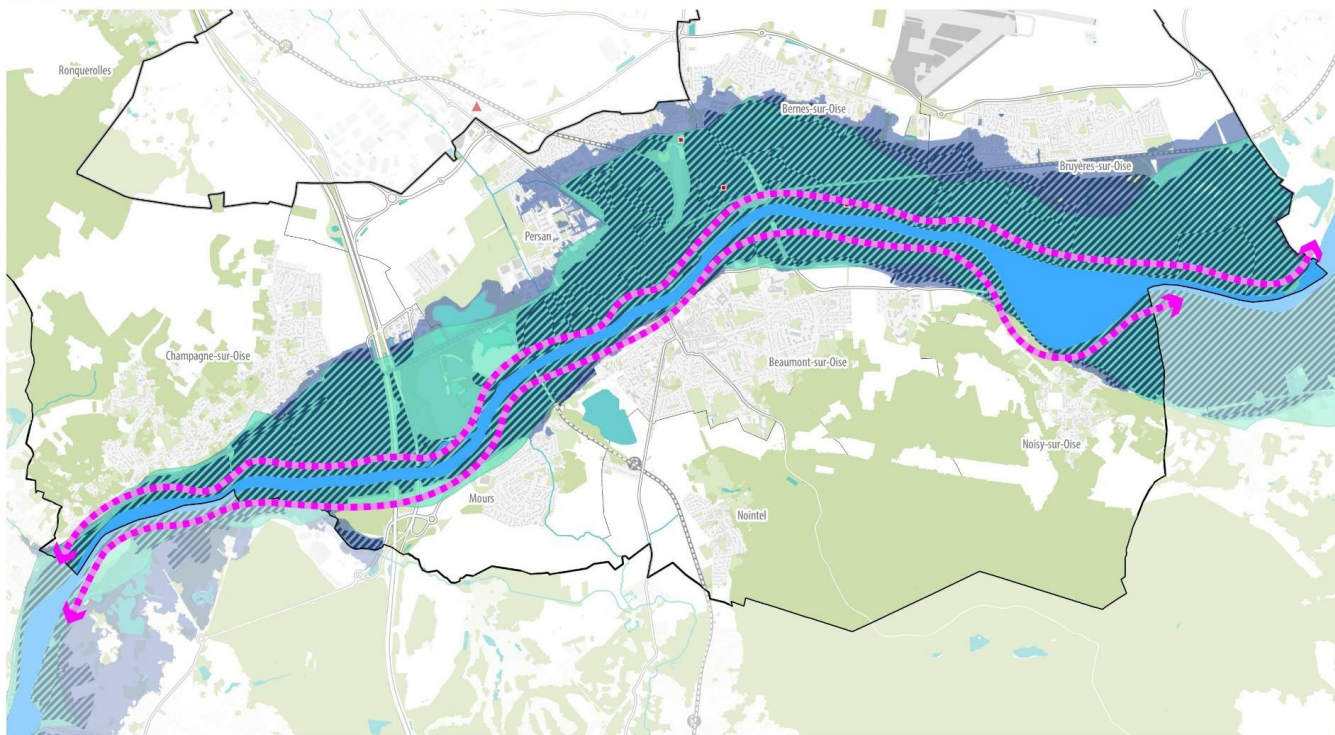 Ronquerolles
Bernes-sur-Oise
Bruyères-sur-Oise
Persan
Champagne-sur-Oise
Beaumont-sur-Oise
Noisy-sur-Oise
Mours
Nointel